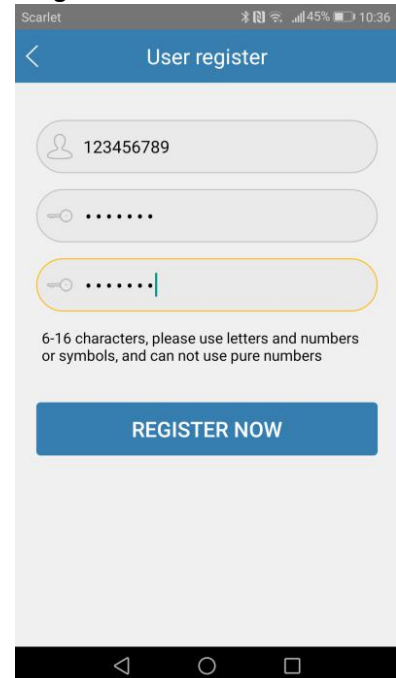 Scarlet 45% 10:36
User register
123456789
•••••••
•••••••
6-16 characters, please use letters and numbers
or symbols, and can not use pure numbers
REGISTER NOW